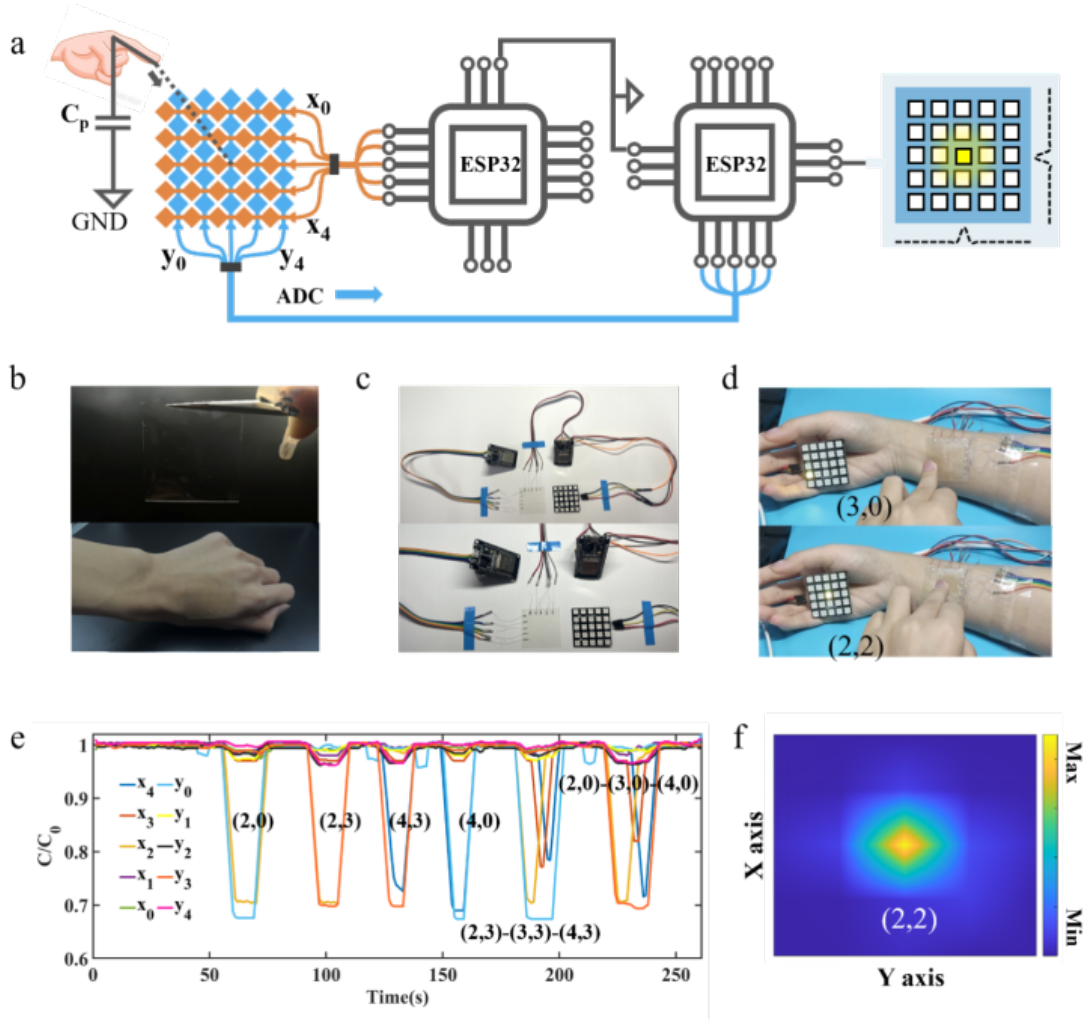 a
x0
Cp
ESP32
ESP32
GND
x4
y0
y4
ADC
b
c
d
(3,0)
(2,2)
e
f
1
0.9
0.8
0.7
0.6
C/C0
x4 y0
x3 y1
x2 y2
x1 y3
x0 y4
(2,0)
(2,3)
(4,3)
(4,0)
(2,0)-(3,0)-(4,0)
(2,3)-(3,3)-(4,3)
0
50
100
150
200
250
Time(s)
X axis
(2,2)
Y axis
Max
Min